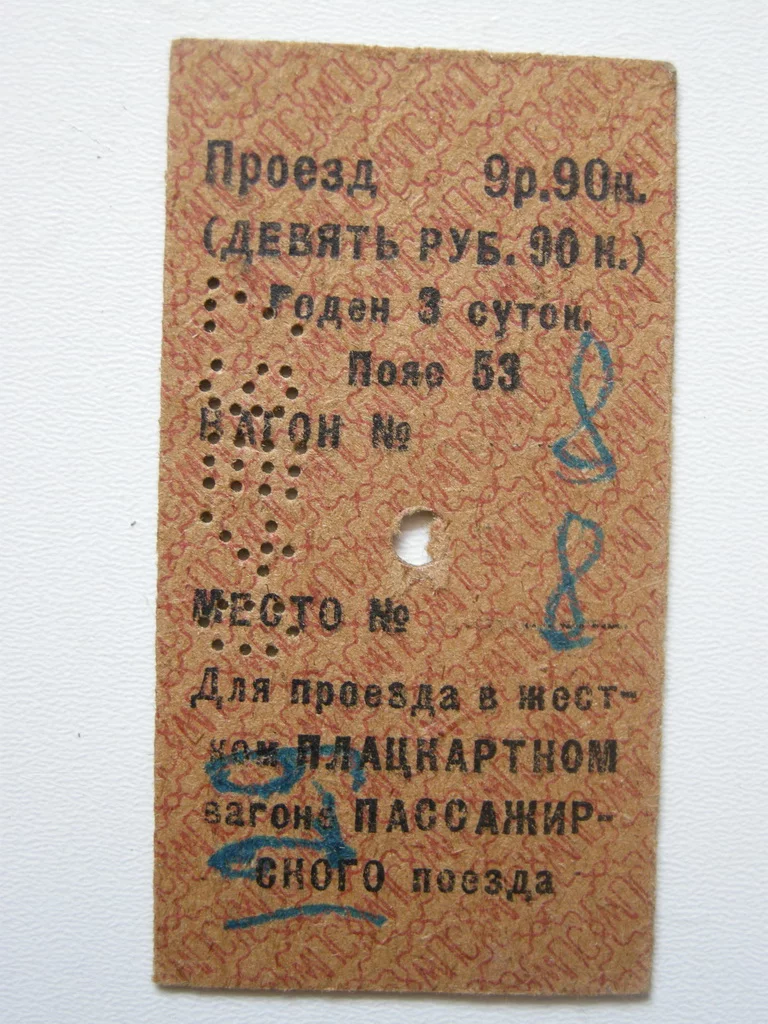 Проезд 9р.90к.
(ДЕВЯТЬ РУБ. 90 К.)
Годен 3 суток.
Пояс 53
ВАГОН № 8
МЕСТО № 8
Для проезда в жест-
ком ПЛАЦКАРТНОМ
вагоне ПАССАЖИР-
СКОГО поезда